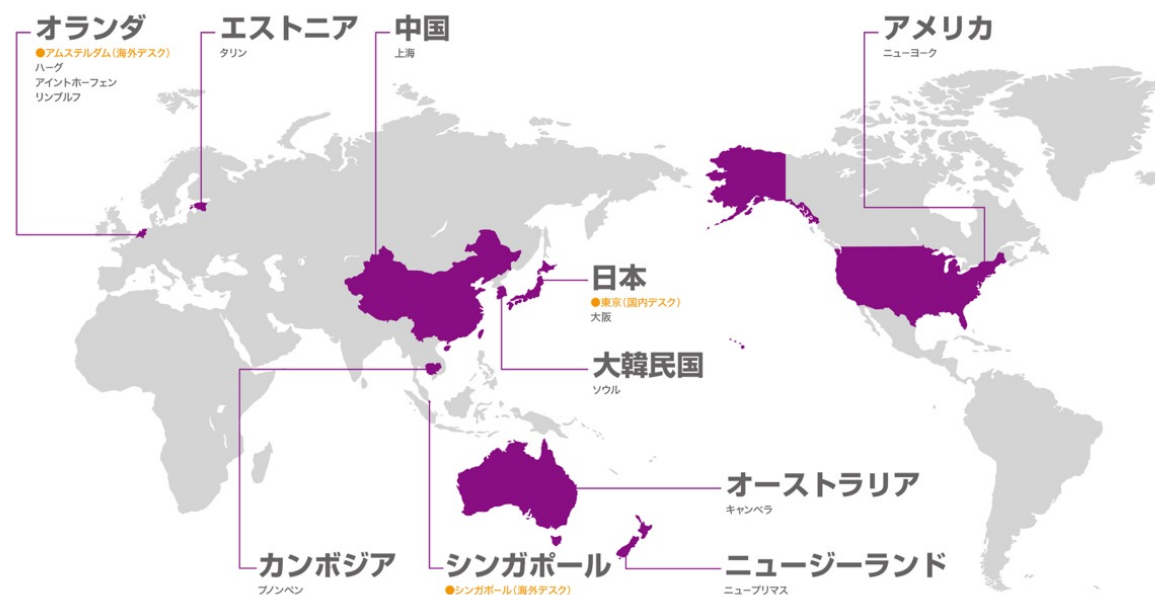 オランダ
●アムステルダム(海外デスク)
ハーグ
アイントホーフェン
リンブルフ
エストニア
タリン
中国
上海
アメリカ
ニューヨーク
日本
●東京(国内デスク)
大阪
大韓民国
ソウル
オーストラリア
キャンベラ
カンボジア
プノンペン
シンガポール
●シンガポール(海外デスク)
ニュージーランド
ニュープリマス